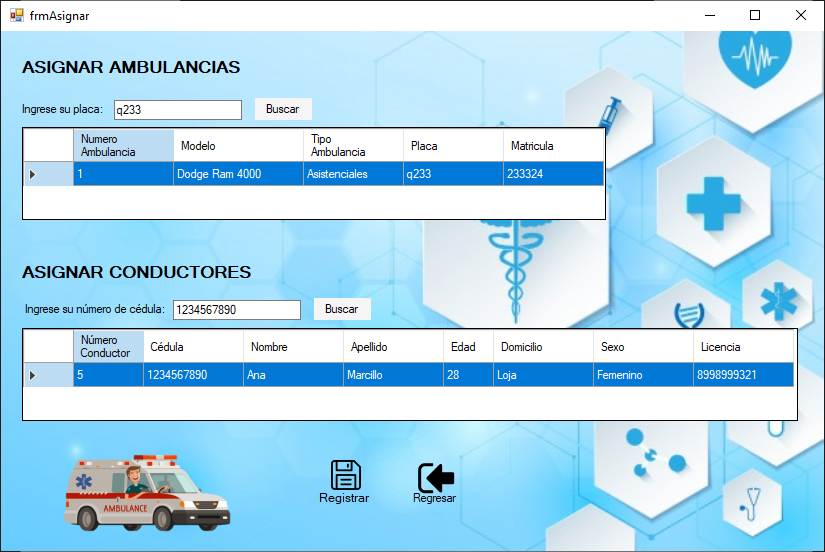 frmAsignar
ASIGNAR AMBULANCIAS
Ingrese su placa: q233 Buscar
Numero Ambulancia Modelo Tipo Ambulancia Placa Matricula
1 Dodge Ram 4000 Asistenciales q233 233324
ASIGNAR CONDUCTORES
Ingrese su número de cédula: 1234567890 Buscar
Número Conductor Cédula Nombre Apellido Edad Domicilio Sexo Licencia
5 1234567890 Ana Marcillo 28 Loja Femenino 8998999321
AMBULANCE
Registrar Regresar